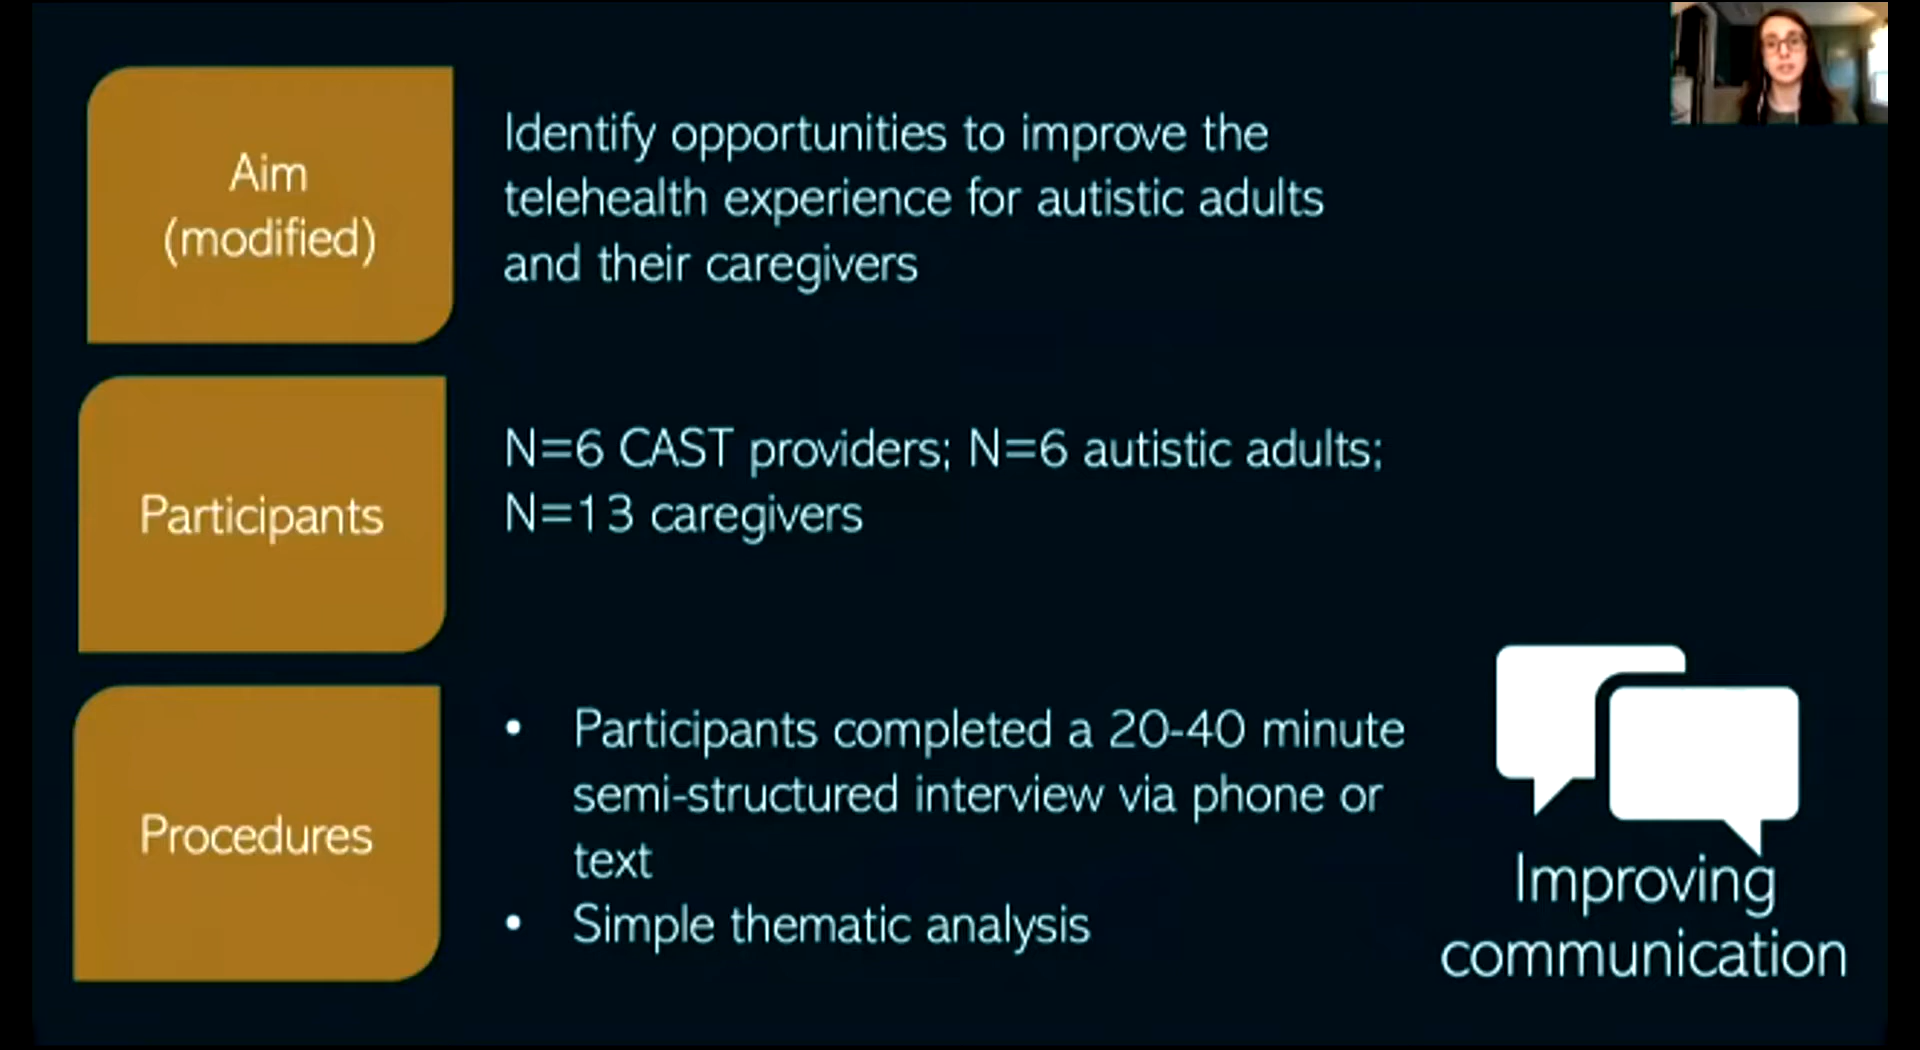 Aim
(modified)
Identify opportunities to improve the
telehealth experience for autistic adults
and their caregivers
Participants
N=6 CAST providers; N=6 autistic adults;
N=13 caregivers
Procedures
• Participants completed a 20-40 minute
semi-structured interview via phone or
text
• Simple thematic analysis
Improving
communication